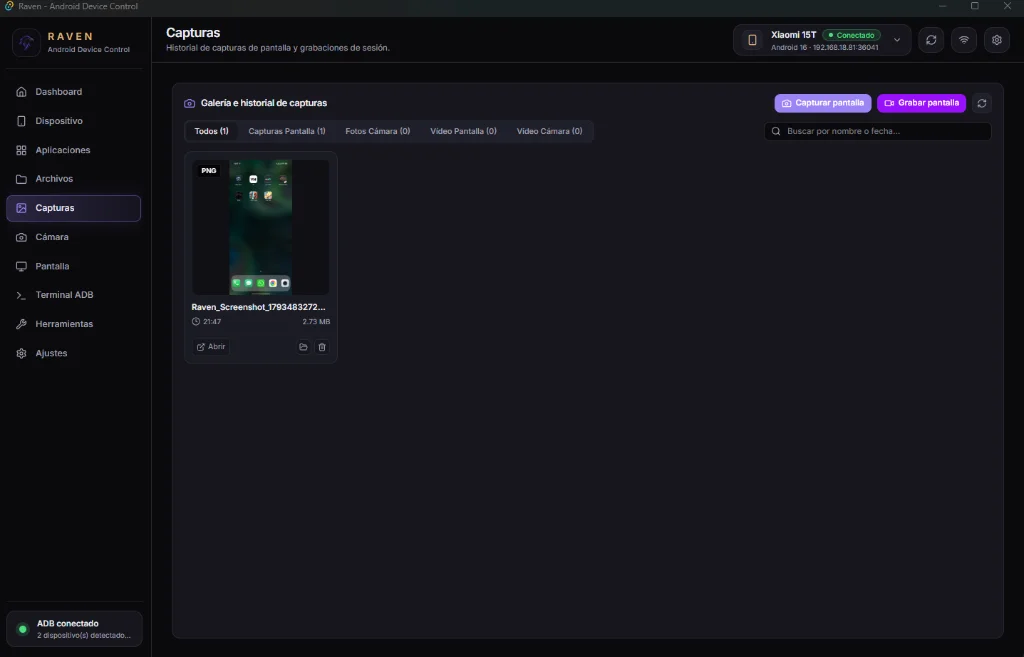 Raven - Android Device Control
RAVEN
Android Device Control
Dashboard
Dispositivo
Aplicaciones
Archivos
Capturas
Cámara
Pantalla
Terminal ADB
Herramientas
Ajustes
ADB conectado
2 dispositivo(s) detectado...
Capturas
Historial de capturas de pantalla y grabaciones de sesión.
Xiaomi 15T Conectado
Android 16 - 192.168.18.81:36041
Galería e historial de capturas
Capturar pantalla Grabar pantalla
Todos (1) Capturas Pantalla (1) Fotos Cámara (0) Video Pantalla (0) Video Cámara (0)
Buscar por nombre o fecha...
PNG
Raven_Screenshot_1793483272...
21:47 2.73 MB
Abrir